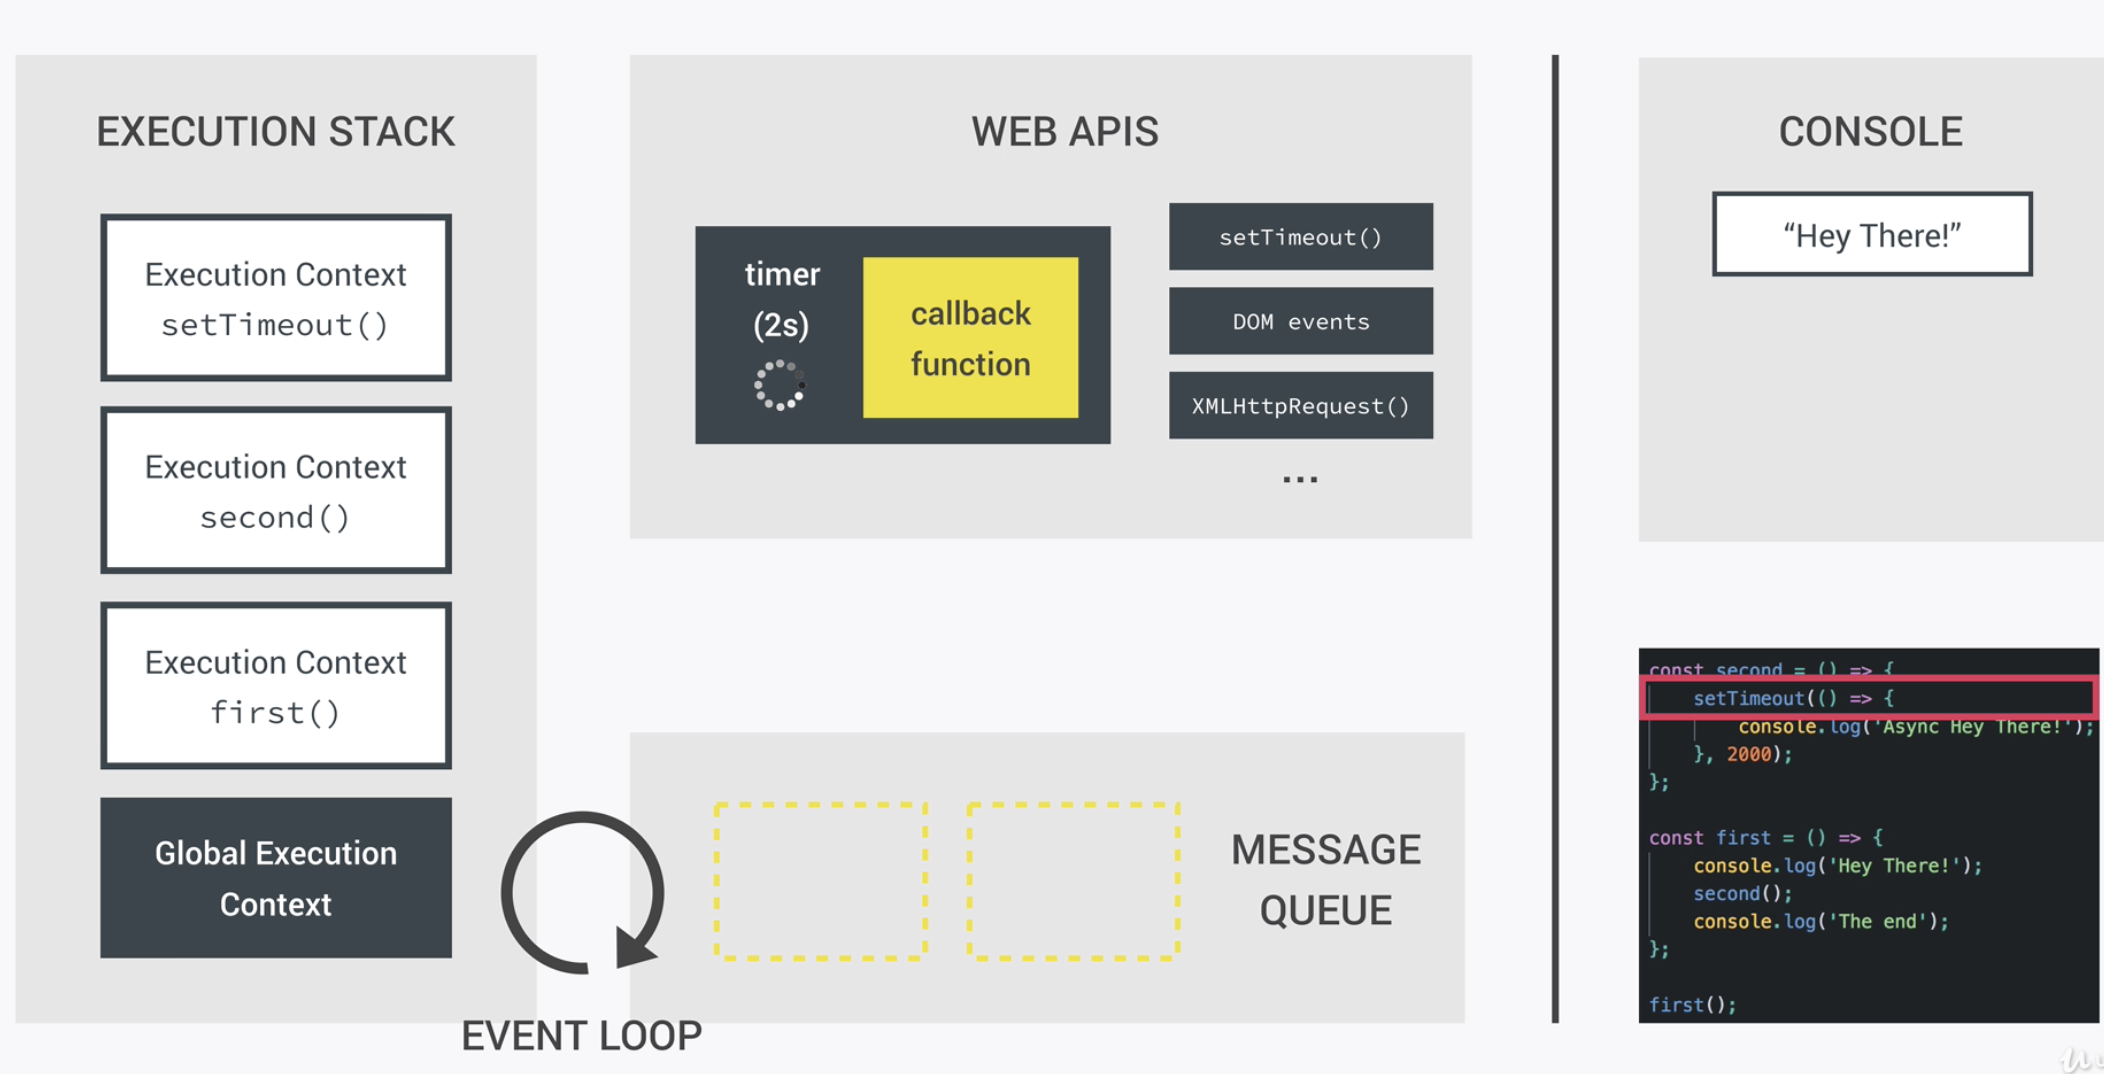 EXECUTION STACK
Execution Context
setTimeout()
Execution Context
second()
Execution Context
first()
Global Execution
Context
EVENT LOOP
WEB APIS
timer
(2s)
callback
function
setTimeout()
DOM events
XMLHttpRequest()
...
MESSAGE
QUEUE
CONSOLE
“Hey There!”
const second = () => {
setTimeout(() => {
console.log('Async Hey There!');
}, 2000);
};
const first = () => {
console.log('Hey There!');
second();
console.log('The end');
};
first();